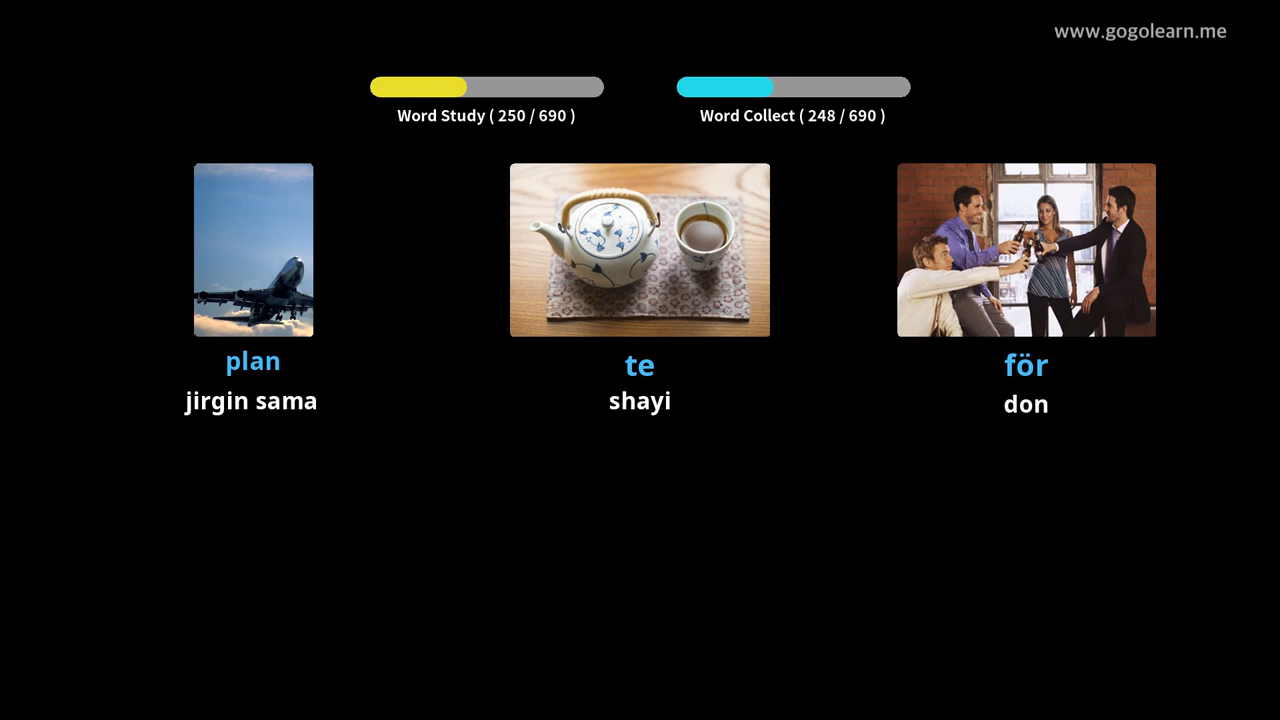 www.gogolearn.me
Word Study ( 250 / 690 )
Word Collect ( 248 / 690 )
plan
te
för
jirgin sama
shayi
don